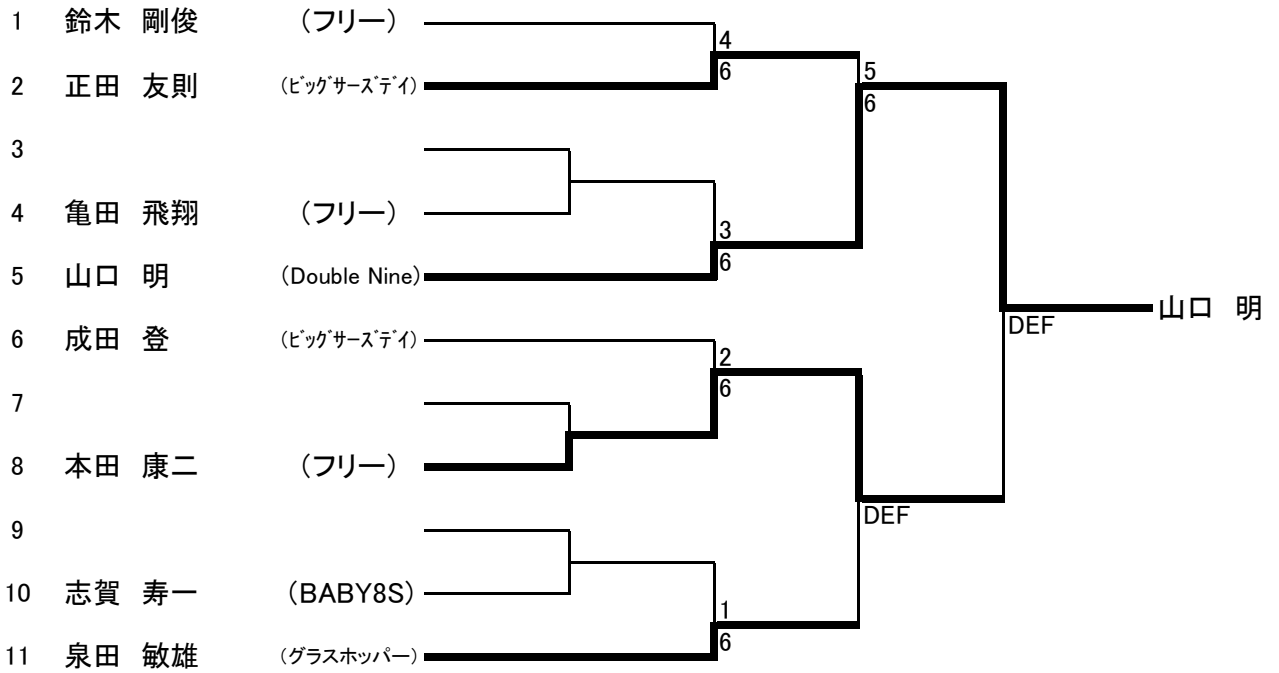 1 鈴木 剛俊 (フリー)
4
6
2 正田 友則 (ﾋﾞｯｸﾞｻｰｽﾞﾃﾞｲ)
5
6
3
4 亀田 飛翔 (フリー)
3
6
5 山口 明 (Double Nine)
山口 明
DEF
6 成田 登 (ﾋﾞｯｸﾞｻｰｽﾞﾃﾞｲ)
2
6
7
8 本田 康二 (フリー)
DEF
9
10 志賀 寿一 (BABY8S)
1
6
11 泉田 敏雄 (グラスホッパー)